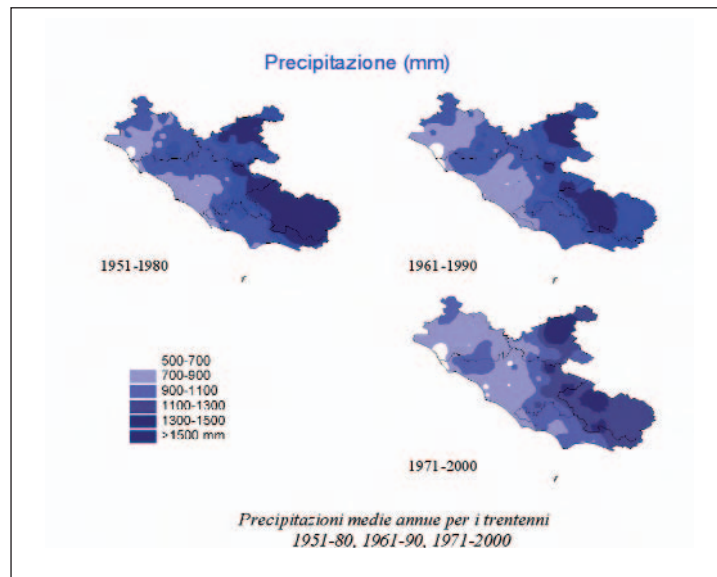 Precipitazione (mm)
1951-1980
1961-1990
500-700
700-900
900-1100
1100-1300
1300-1500
>1500 mm
1971-2000
Precipitazioni medie annue per i trentenni
1951-80, 1961-90, 1971-2000